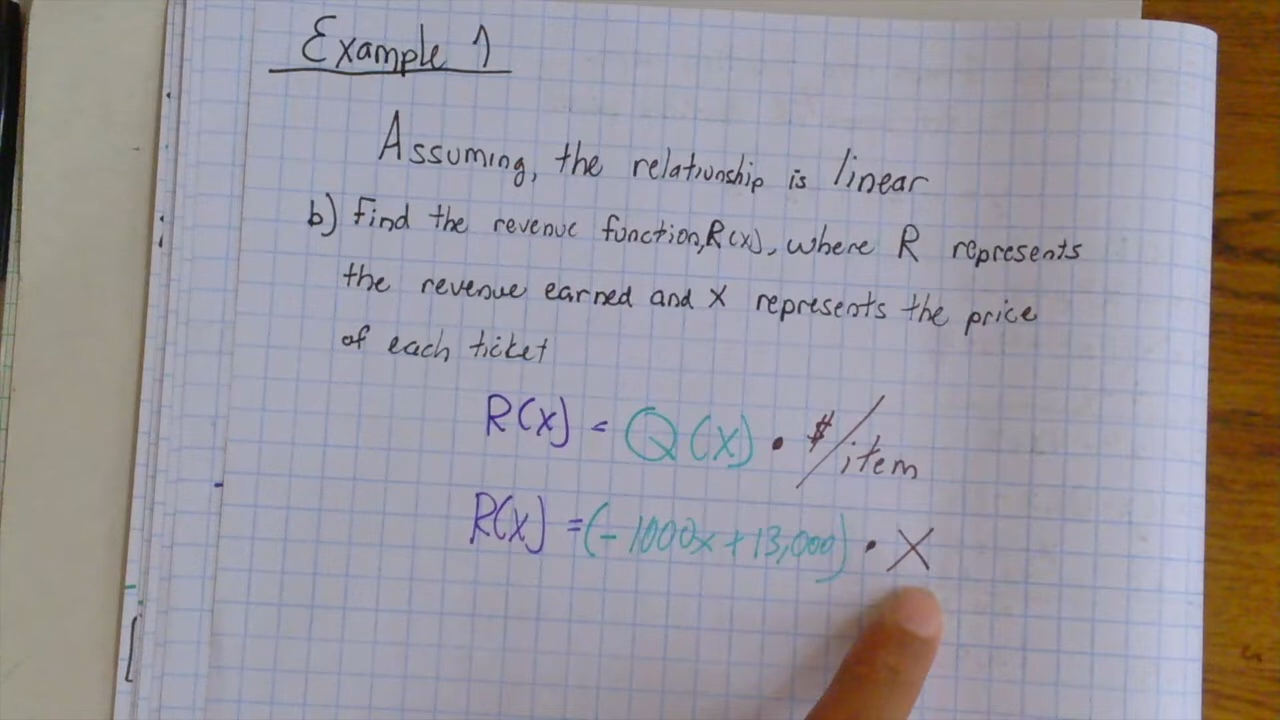 Example 1
Assuming, the relationship is linear
b) Find the revenue function, R(x), where R represents
the revenue earned and x represents the price
of each ticket
R(x) = Q(x) • $/item
R(x) = (-1000x + 13,000) • X